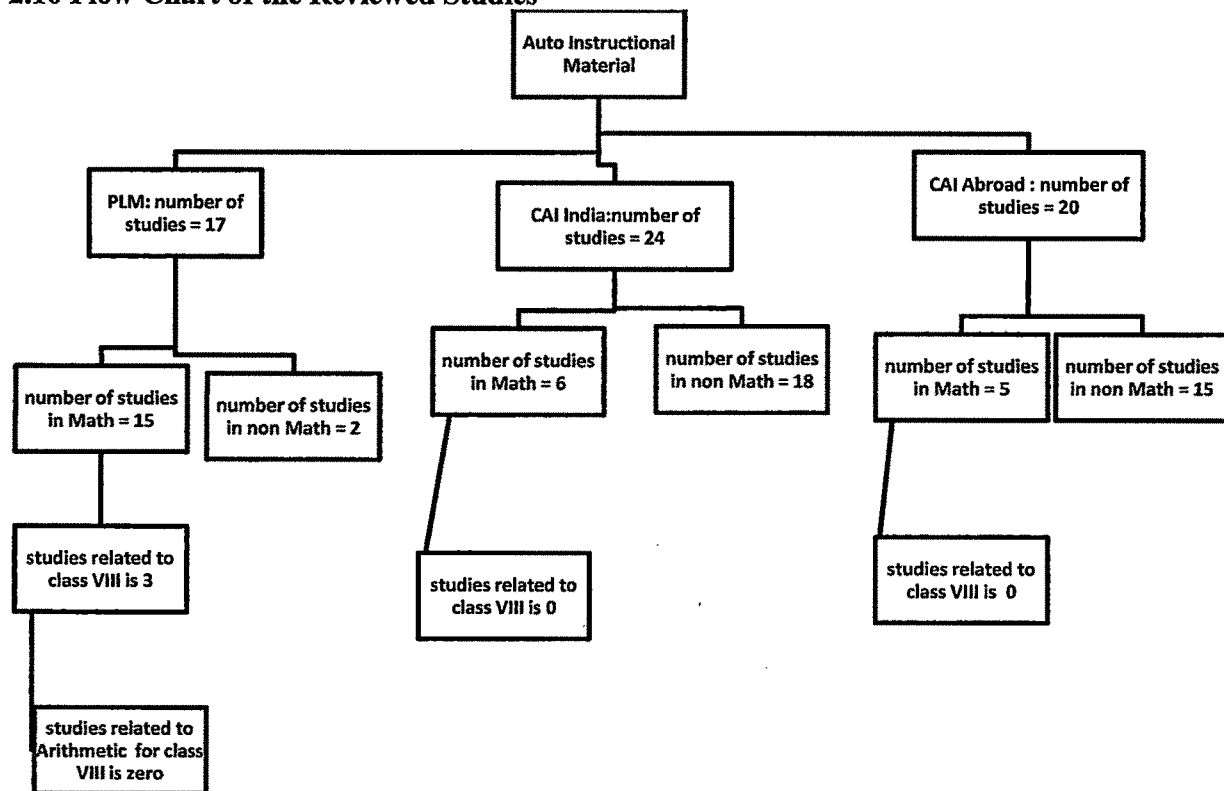 2.10 Flow Chart of the Reviewed Studies
Auto Instructional
Material
PLM: number of
studies = 17
CAI India:number of
studies = 24
CAI Abroad : number of
studies = 20
number of studies
in Math = 15
number of studies
in non Math = 2
number of studies
in Math = 6
number of studies
in non Math = 18
number of studies
in Math = 5
number of studies
in non Math = 15
studies related to
class VIII is 3
studies related to
class VIII is 0
studies related to
class VIII is 0
studies related to
Arithmetic for class
VIII is zero